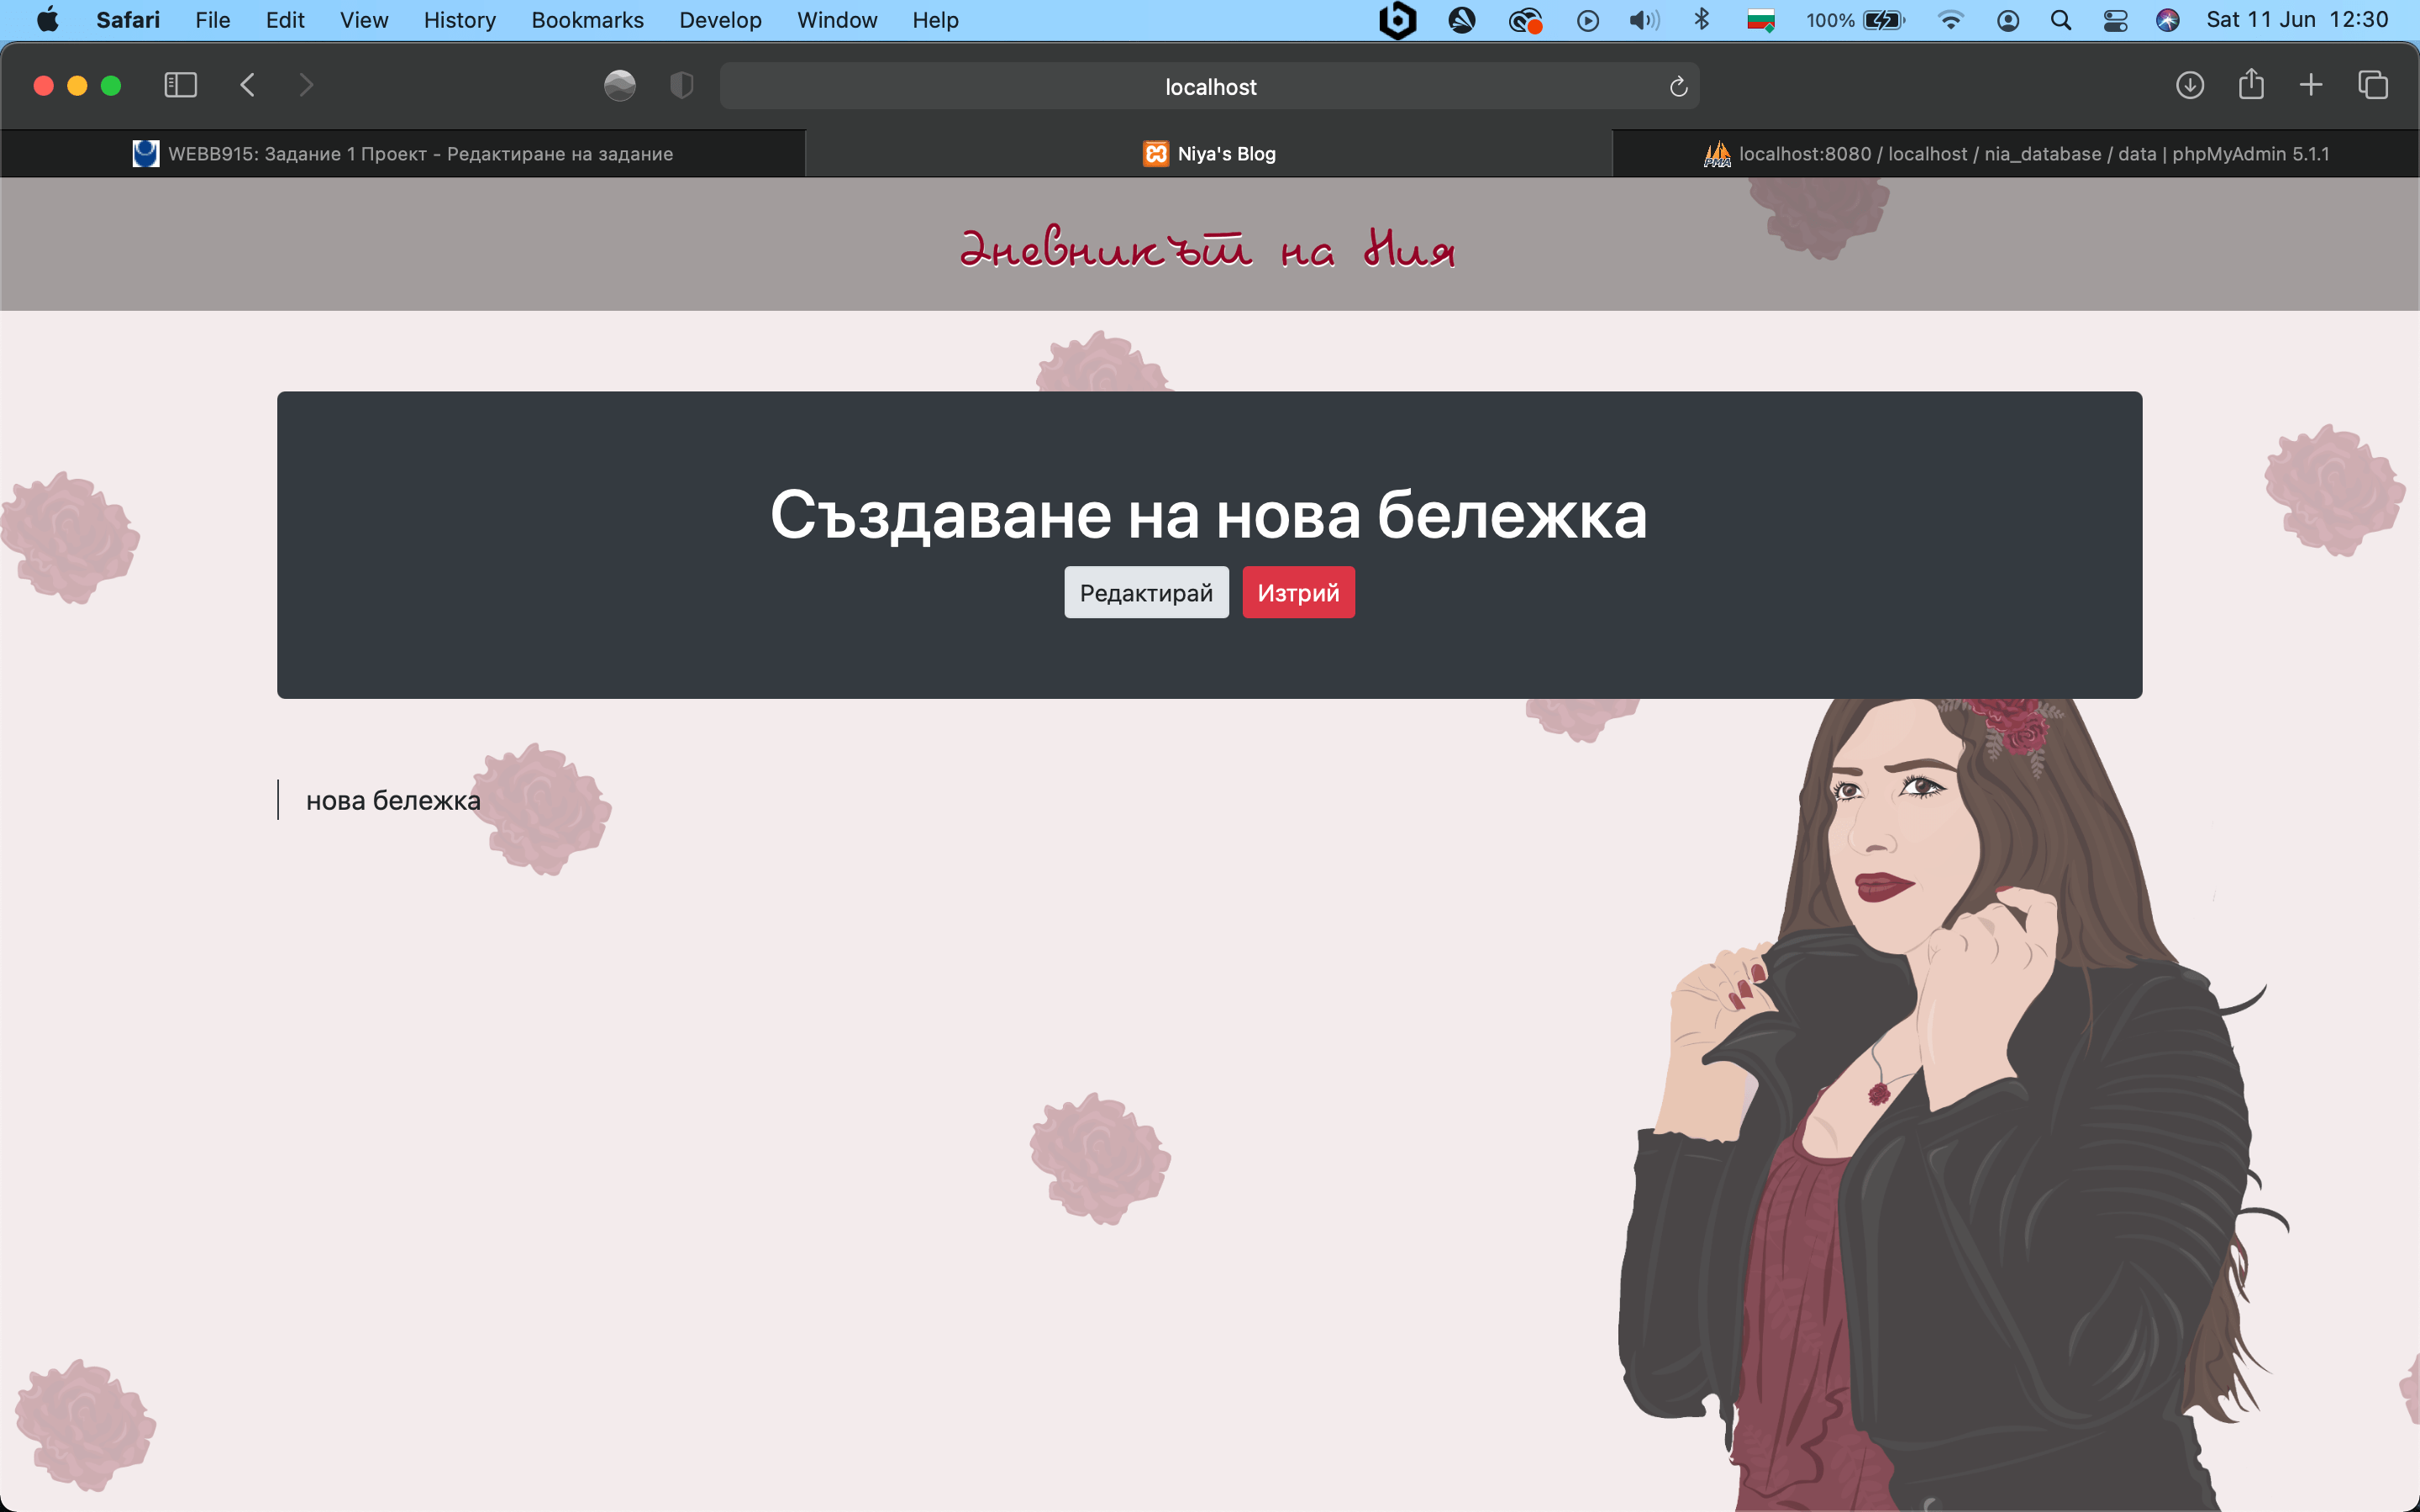 Safari File Edit View History Bookmarks Develop Window Help 100% Sat 11 Jun 12:30
localhost
WEBB915: Задание 1 Проект - Редактиране на задание Niya's Blog localhost:8080 / localhost / nia_database / data | phpMyAdmin 5.1.1
Дневникът на Ния
Създаване на нова бележка
Редактирай Изтрий
нова бележка